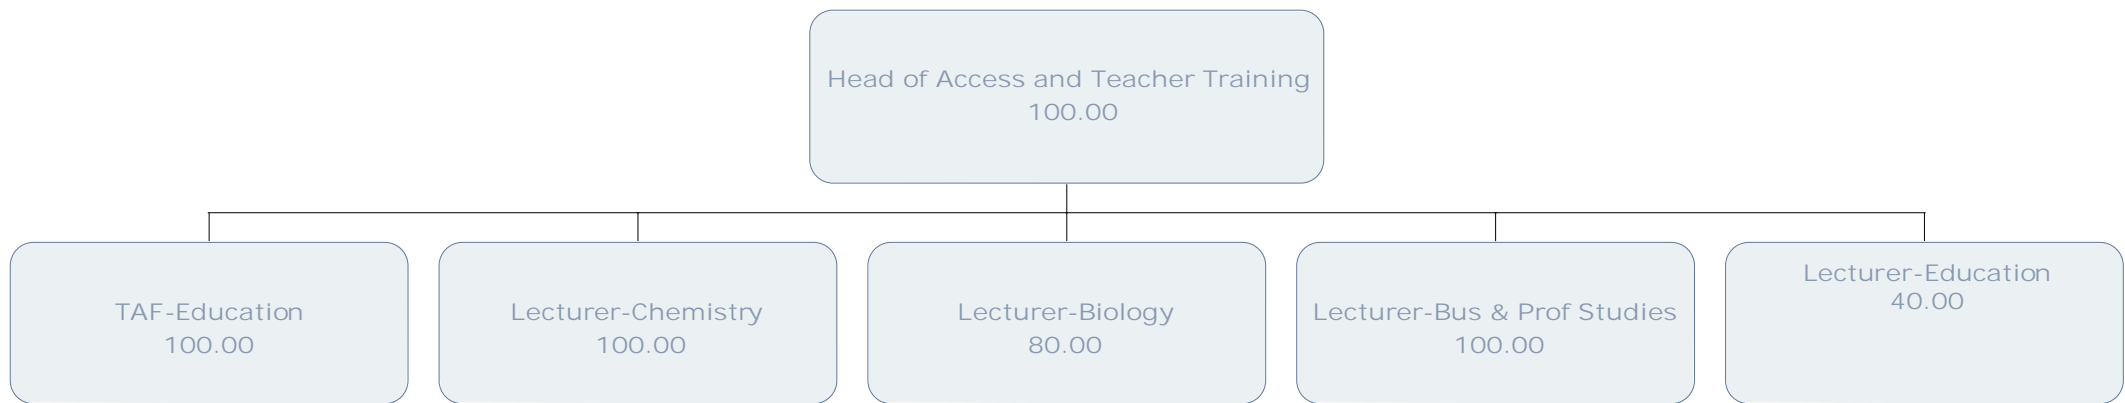 Head of Access and Teacher Training
100.00
TAF-Education
100.00
Lecturer-Chemistry
100.00
Lecturer-Biology
80.00
Lecturer-Bus & Prof Studies
100.00
Lecturer-Education
40.00